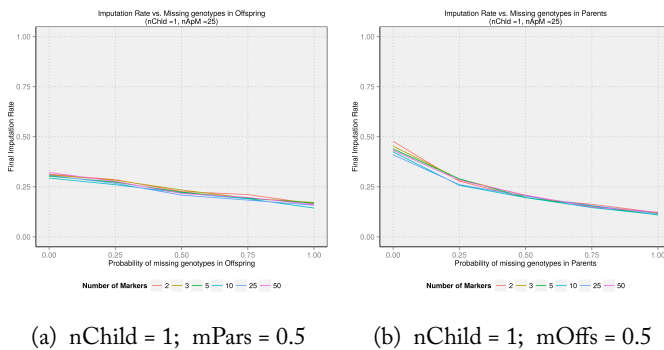 Imputation Rate vs. Missing genotypes in Offspring
(nChld =1, nApM =25)
1.00
0.75
0.50
0.25
0.00
Final Imputation Rate
0.00 0.25 0.50 0.75 1.00
Probability of missing genotypes in Offspring
Number of Markers 2 3 5 10 25 50
(a) nChild = 1; mPars = 0.5
Imputation Rate vs. Missing genotypes in Parents
(nChld =1, nApM =25)
1.00
0.75
0.50
0.25
0.00
Final Imputation Rate
0.00 0.25 0.50 0.75 1.00
Probability of missing genotypes in Parents
Number of Markers 2 3 5 10 25 50
(b) nChild = 1; mOffs = 0.5